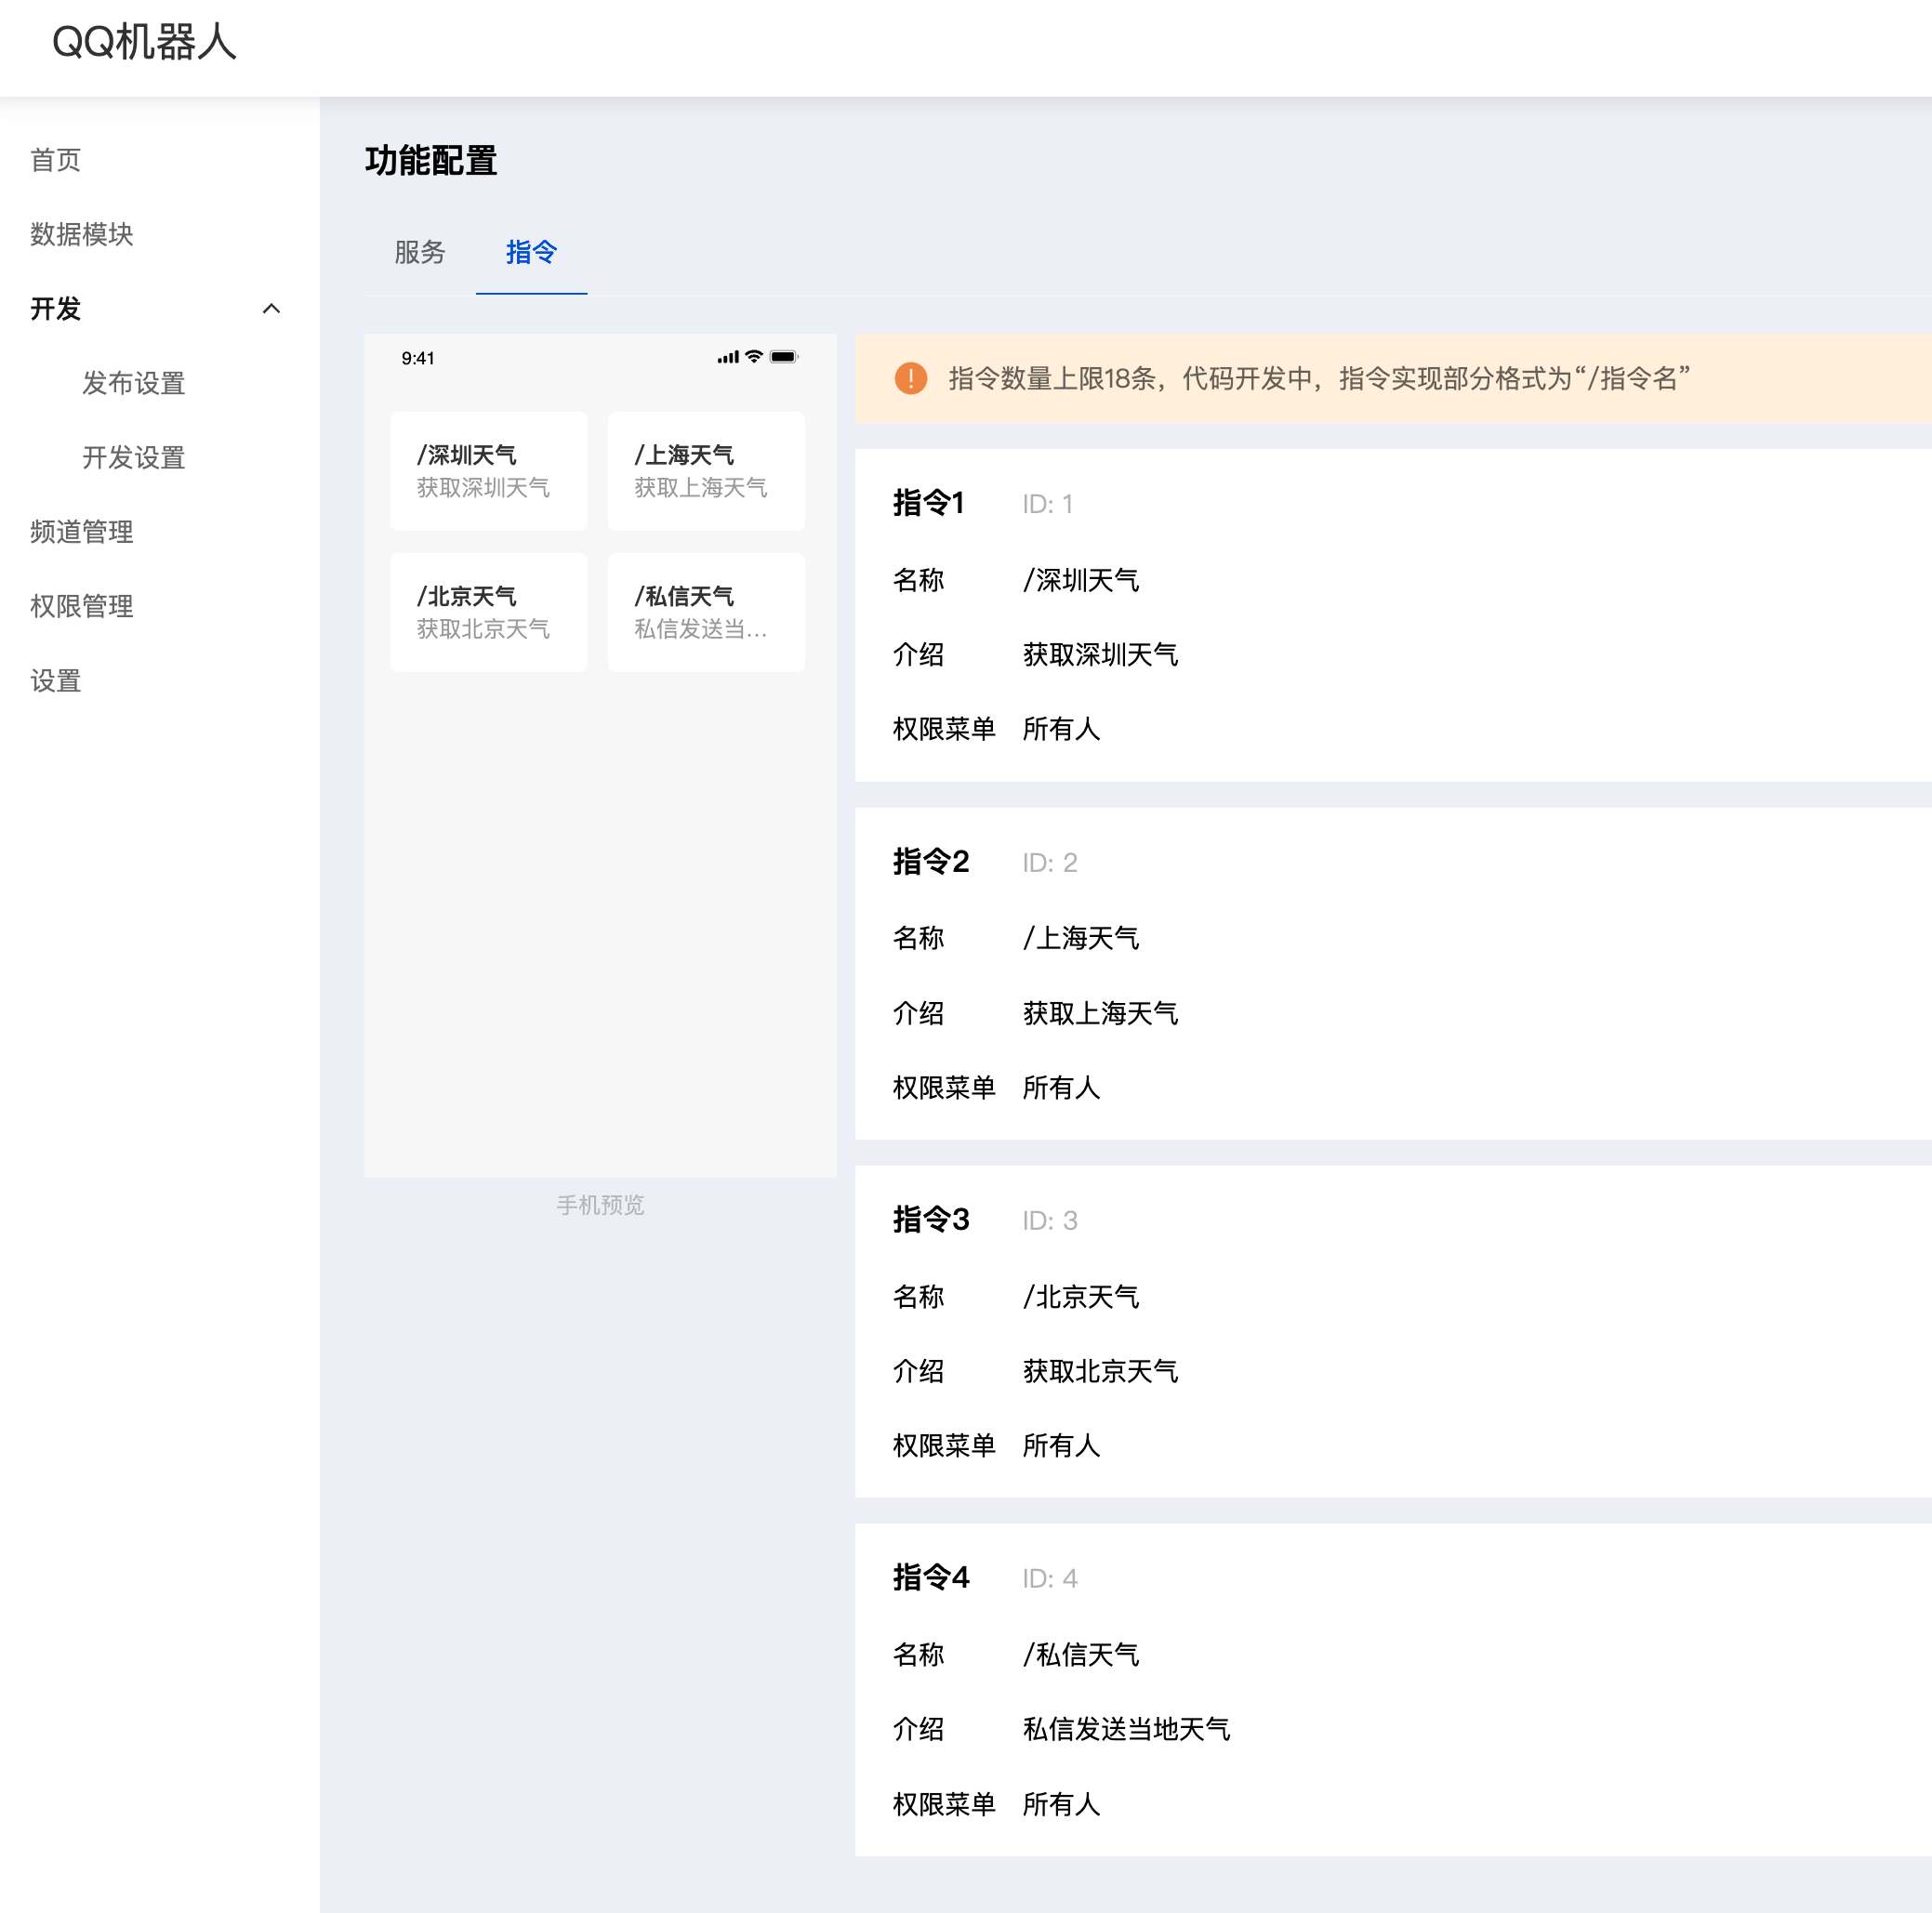 QQ机器人
首页
数据模块
开发
发布设置
开发设置
频道管理
权限管理
设置
功能配置
服务 指令
9:41
/深圳天气 /上海天气
获取深圳天气 获取上海天气
/北京天气 /私信天气
获取北京天气 私信发送当...
手机预览
指令数量上限18条，代码开发中，指令实现部分格式为“/指令名”
指令1 ID: 1
名称 /深圳天气
介绍 获取深圳天气
权限菜单 所有人
指令2 ID: 2
名称 /上海天气
介绍 获取上海天气
权限菜单 所有人
指令3 ID: 3
名称 /北京天气
介绍 获取北京天气
权限菜单 所有人
指令4 ID: 4
名称 /私信天气
介绍 私信发送当地天气
权限菜单 所有人